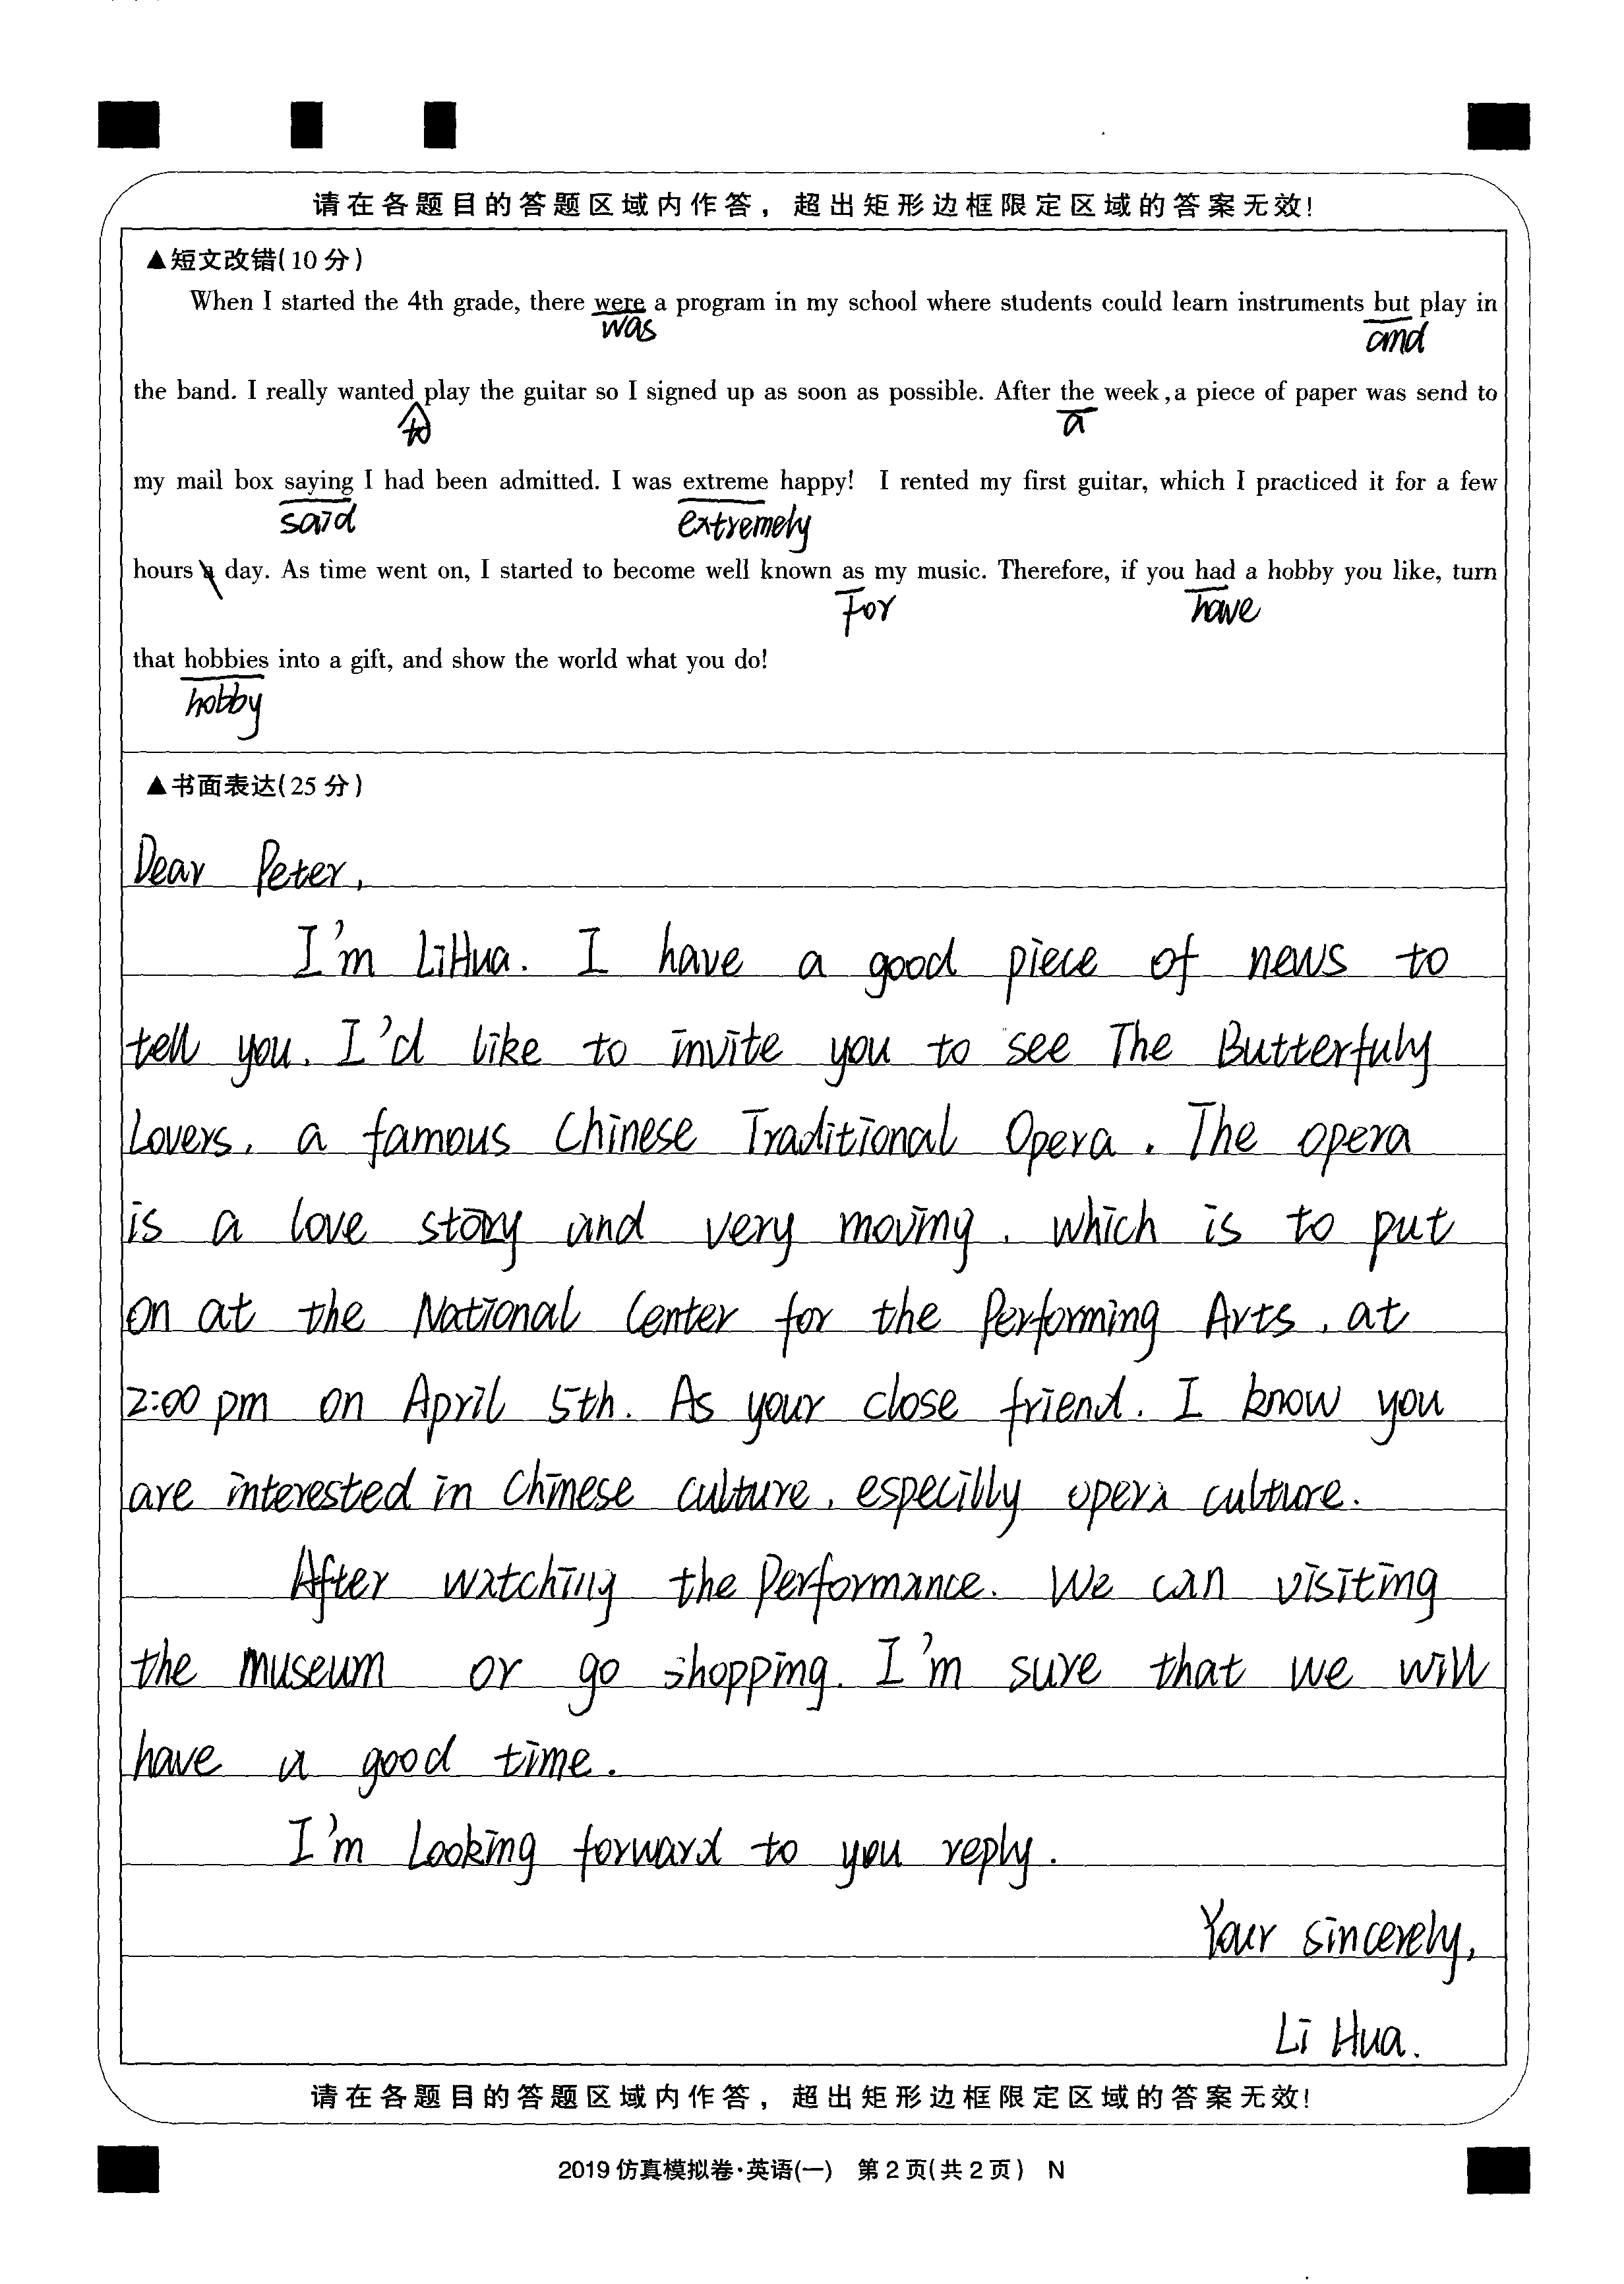 请在各题目的答题区域内作答，超出矩形边框限定区域的答案无效!
▲短文改错(10分)
When I started the 4th grade, there were a program in my school where students could learn instruments but play in
was and
the band. I really wanted play the guitar so I signed up as soon as possible. After the week,a piece of paper was send to
to a
my mail box saying I had been admitted. I was extreme happy! I rented my first guitar, which I practiced it for a few
said extremely
hours a day. As time went on, I started to become well known as my music. Therefore, if you had a hobby you like, turn
For have
that hobbies into a gift, and show the world what you do!
hobby
▲书面表达(25分)
Dear Peter,
I'm LiHua. I have a good piece of news to
tell you. I'd like to invite you to see The Butterfuly
Lovers, a famous Chinese Traditional Opera. The opera
is a love story and very moving, which is to put
on at the National Center for the Performing Arts, at
2:00 pm on April 5th. As your close friend. I know you
are interested in Chinese culture, especilly opera culture.
After watching the Performance. We can visiting
the museum or go shopping. I'm sure that we will
have a good time.
I'm Looking forward to you reply.
Your sincerely,
Li Hua.
请在各题目的答题区域内作答，超出矩形边框限定区域的答案无效!
2019仿真模拟卷·英语(一) 第2页(共2页) N